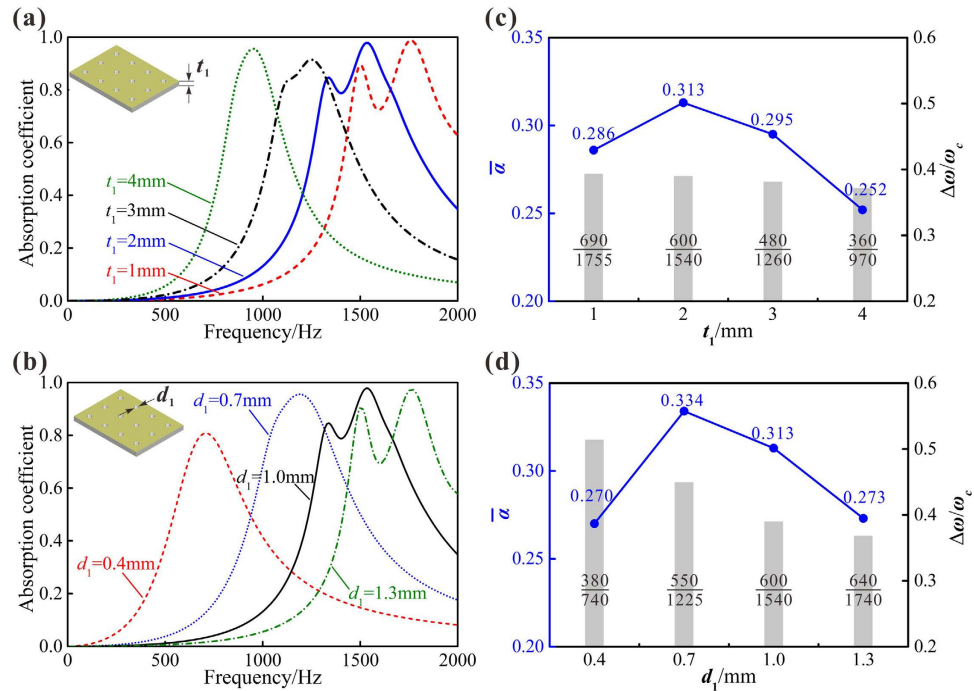 (a)
1.0
0.8
0.6
0.4
0.2
0.0
Absorption coefficient
t₁
t₁=4mm
t₁=3mm
t₁=2mm
t₁=1mm
0 500 1000 1500 2000
Frequency/Hz
(c)
0.35
0.30
0.25
0.20
α̅
0.286
0.313
0.295
0.252
690
1755
600
1540
480
1260
360
970
0.6
0.5
0.4
0.3
0.2
Δω/ω_c
1 2 3 4
t₁/mm
(b)
1.0
0.8
0.6
0.4
0.2
0.0
Absorption coefficient
d₁
d₁=0.7mm
d₁=1.0mm
d₁=0.4mm
d₁=1.3mm
0 500 1000 1500 2000
Frequency/Hz
(d)
0.35
0.30
0.25
0.20
α̅
0.270
0.334
0.313
0.273
380
740
550
1225
600
1540
640
1740
0.6
0.5
0.4
0.3
0.2
Δω/ω_c
0.4 0.7 1.0 1.3
d₁/mm